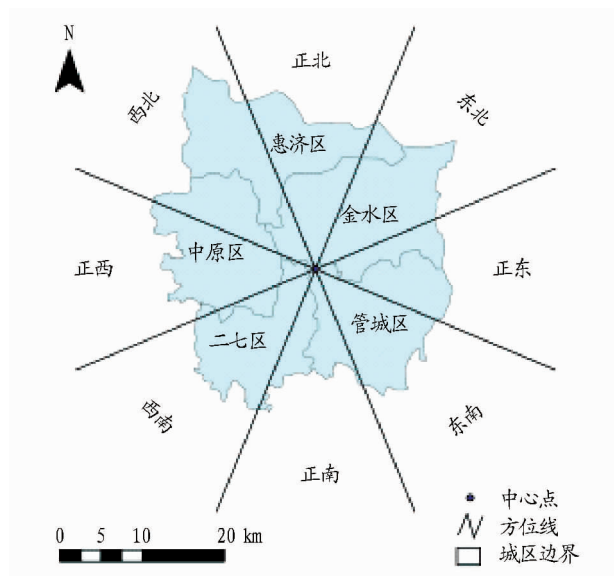 N
正北
西北
东北
惠济区
金水区
中原区
正西
正东
管城区
二七区
西南
东南
正南
中心点
方位线
城区边界
0 5 10 20 km